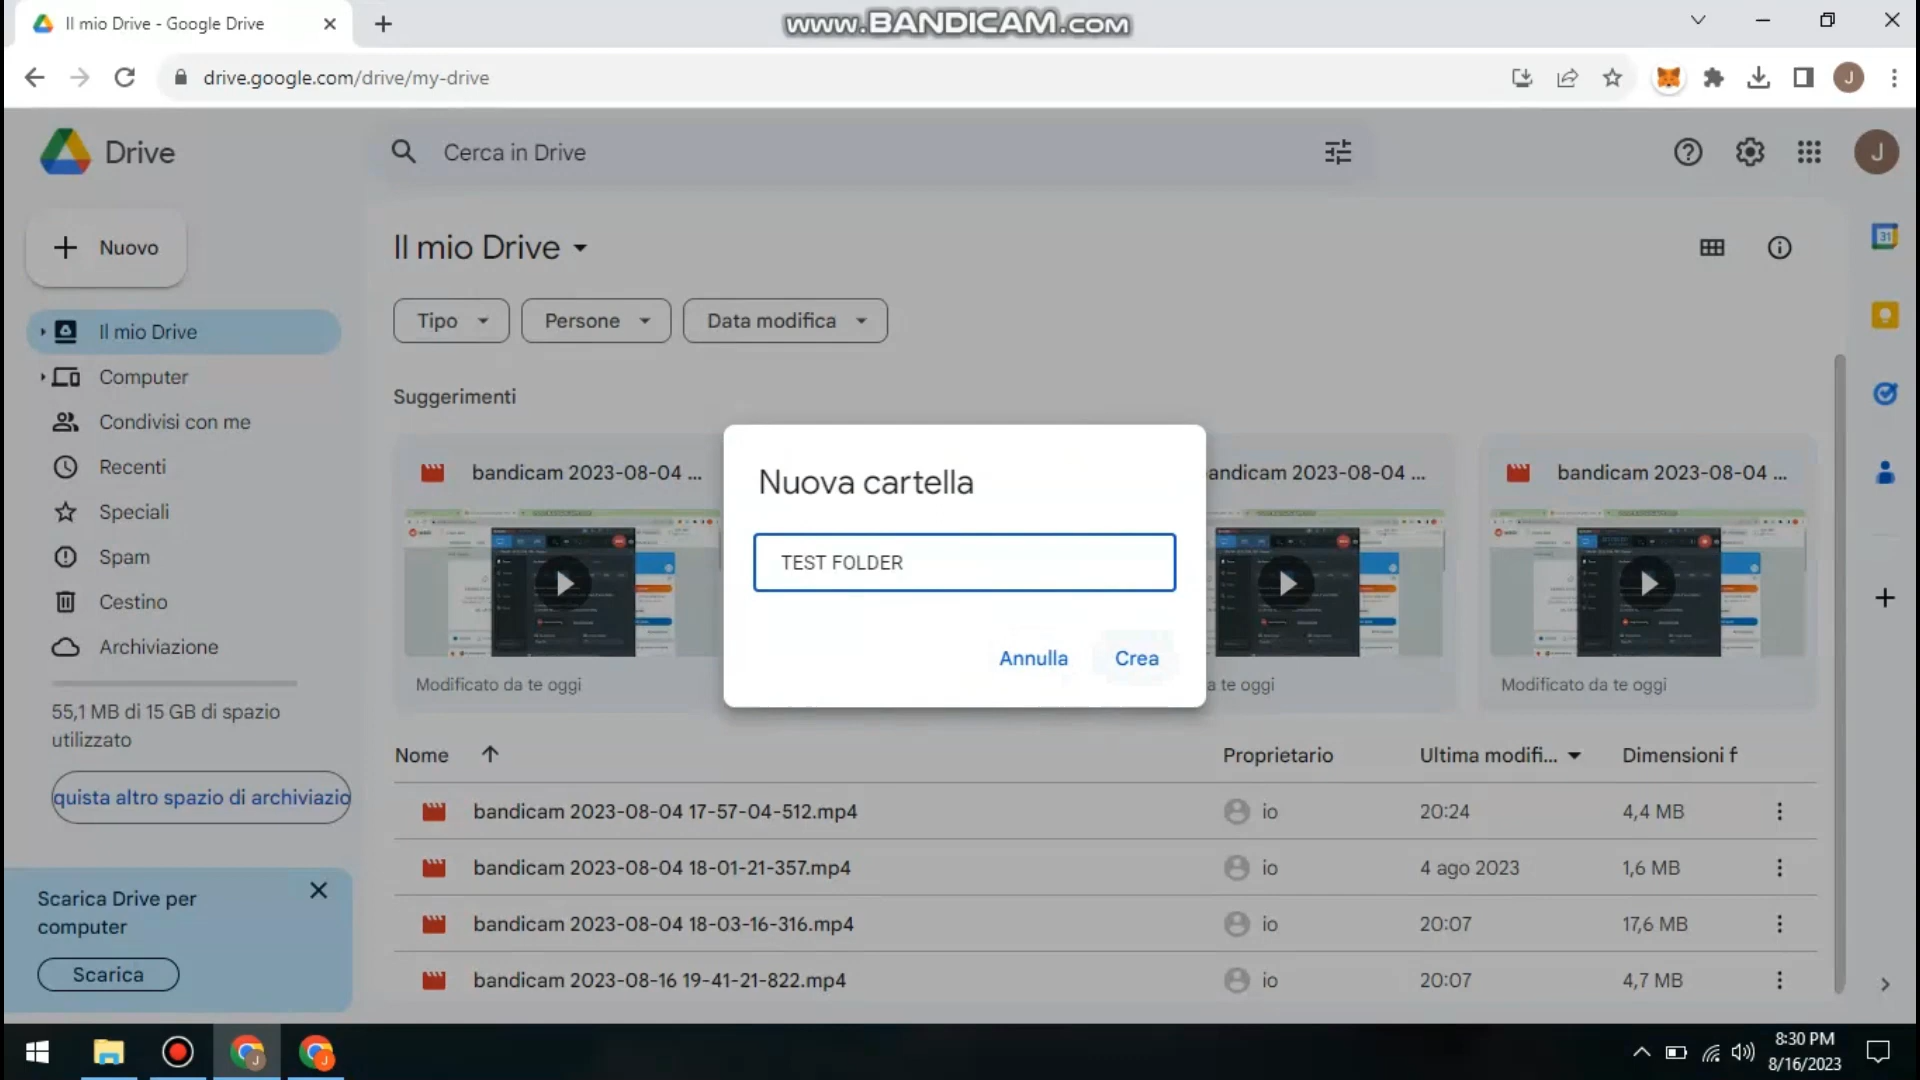 Il mio Drive - Google Drive
www.BANDICAM.com
drive.google.com/drive/my-drive
J
Drive
Cerca in Drive
J
Nuovo
Il mio Drive
Tipo
Persone
Data modifica
Il mio Drive
Computer
Condivisi con me
Recenti
Speciali
Spam
Cestino
Archiviazione
55,1 MB di 15 GB di spazio
utilizzato
quista altro spazio di archiviazio
Scarica Drive per
computer
Scarica
Suggerimenti
bandicam 2023-08-04 ...
andicam 2023-08-04 ...
bandicam 2023-08-04 ...
Modificato da te oggi
a te oggi
Modificato da te oggi
Nuova cartella
TEST FOLDER
Annulla
Crea
Nome
Proprietario
Ultima modifi...
Dimensioni f
bandicam 2023-08-04 17-57-04-512.mp4
io
20:24
4,4 MB
bandicam 2023-08-04 18-01-21-357.mp4
io
4 ago 2023
1,6 MB
bandicam 2023-08-04 18-03-16-316.mp4
io
20:07
17,6 MB
bandicam 2023-08-16 19-41-21-822.mp4
io
20:07
4,7 MB
31
J
J
8:30 PM
8/16/2023